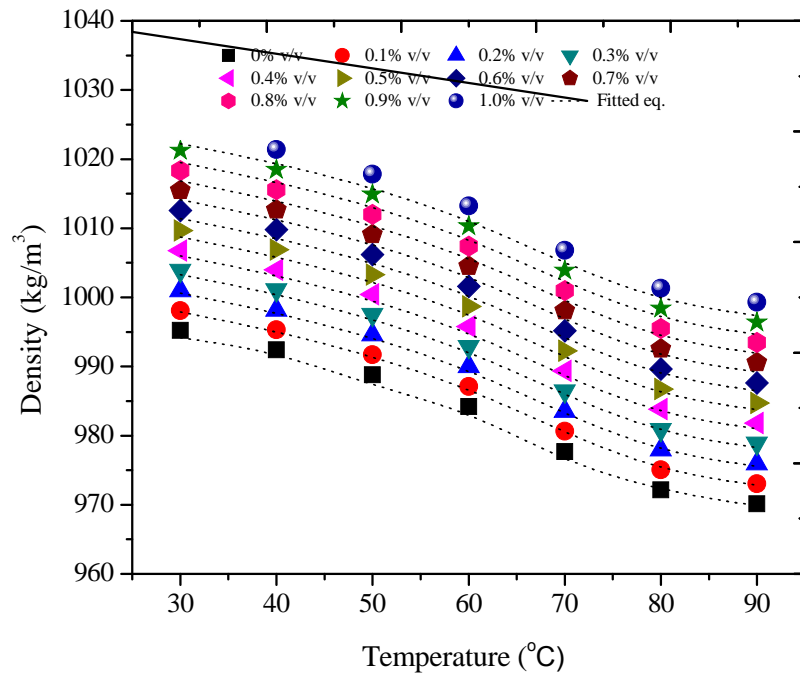 1040
1030
1020
1010
1000
990
980
970
960
Density (kg/m³)
0% v/v 0.1% v/v 0.2% v/v 0.3% v/v
0.4% v/v 0.5% v/v 0.6% v/v 0.7% v/v
0.8% v/v 0.9% v/v 1.0% v/v Fitted eq.
30 40 50 60 70 80 90
Temperature (°C)